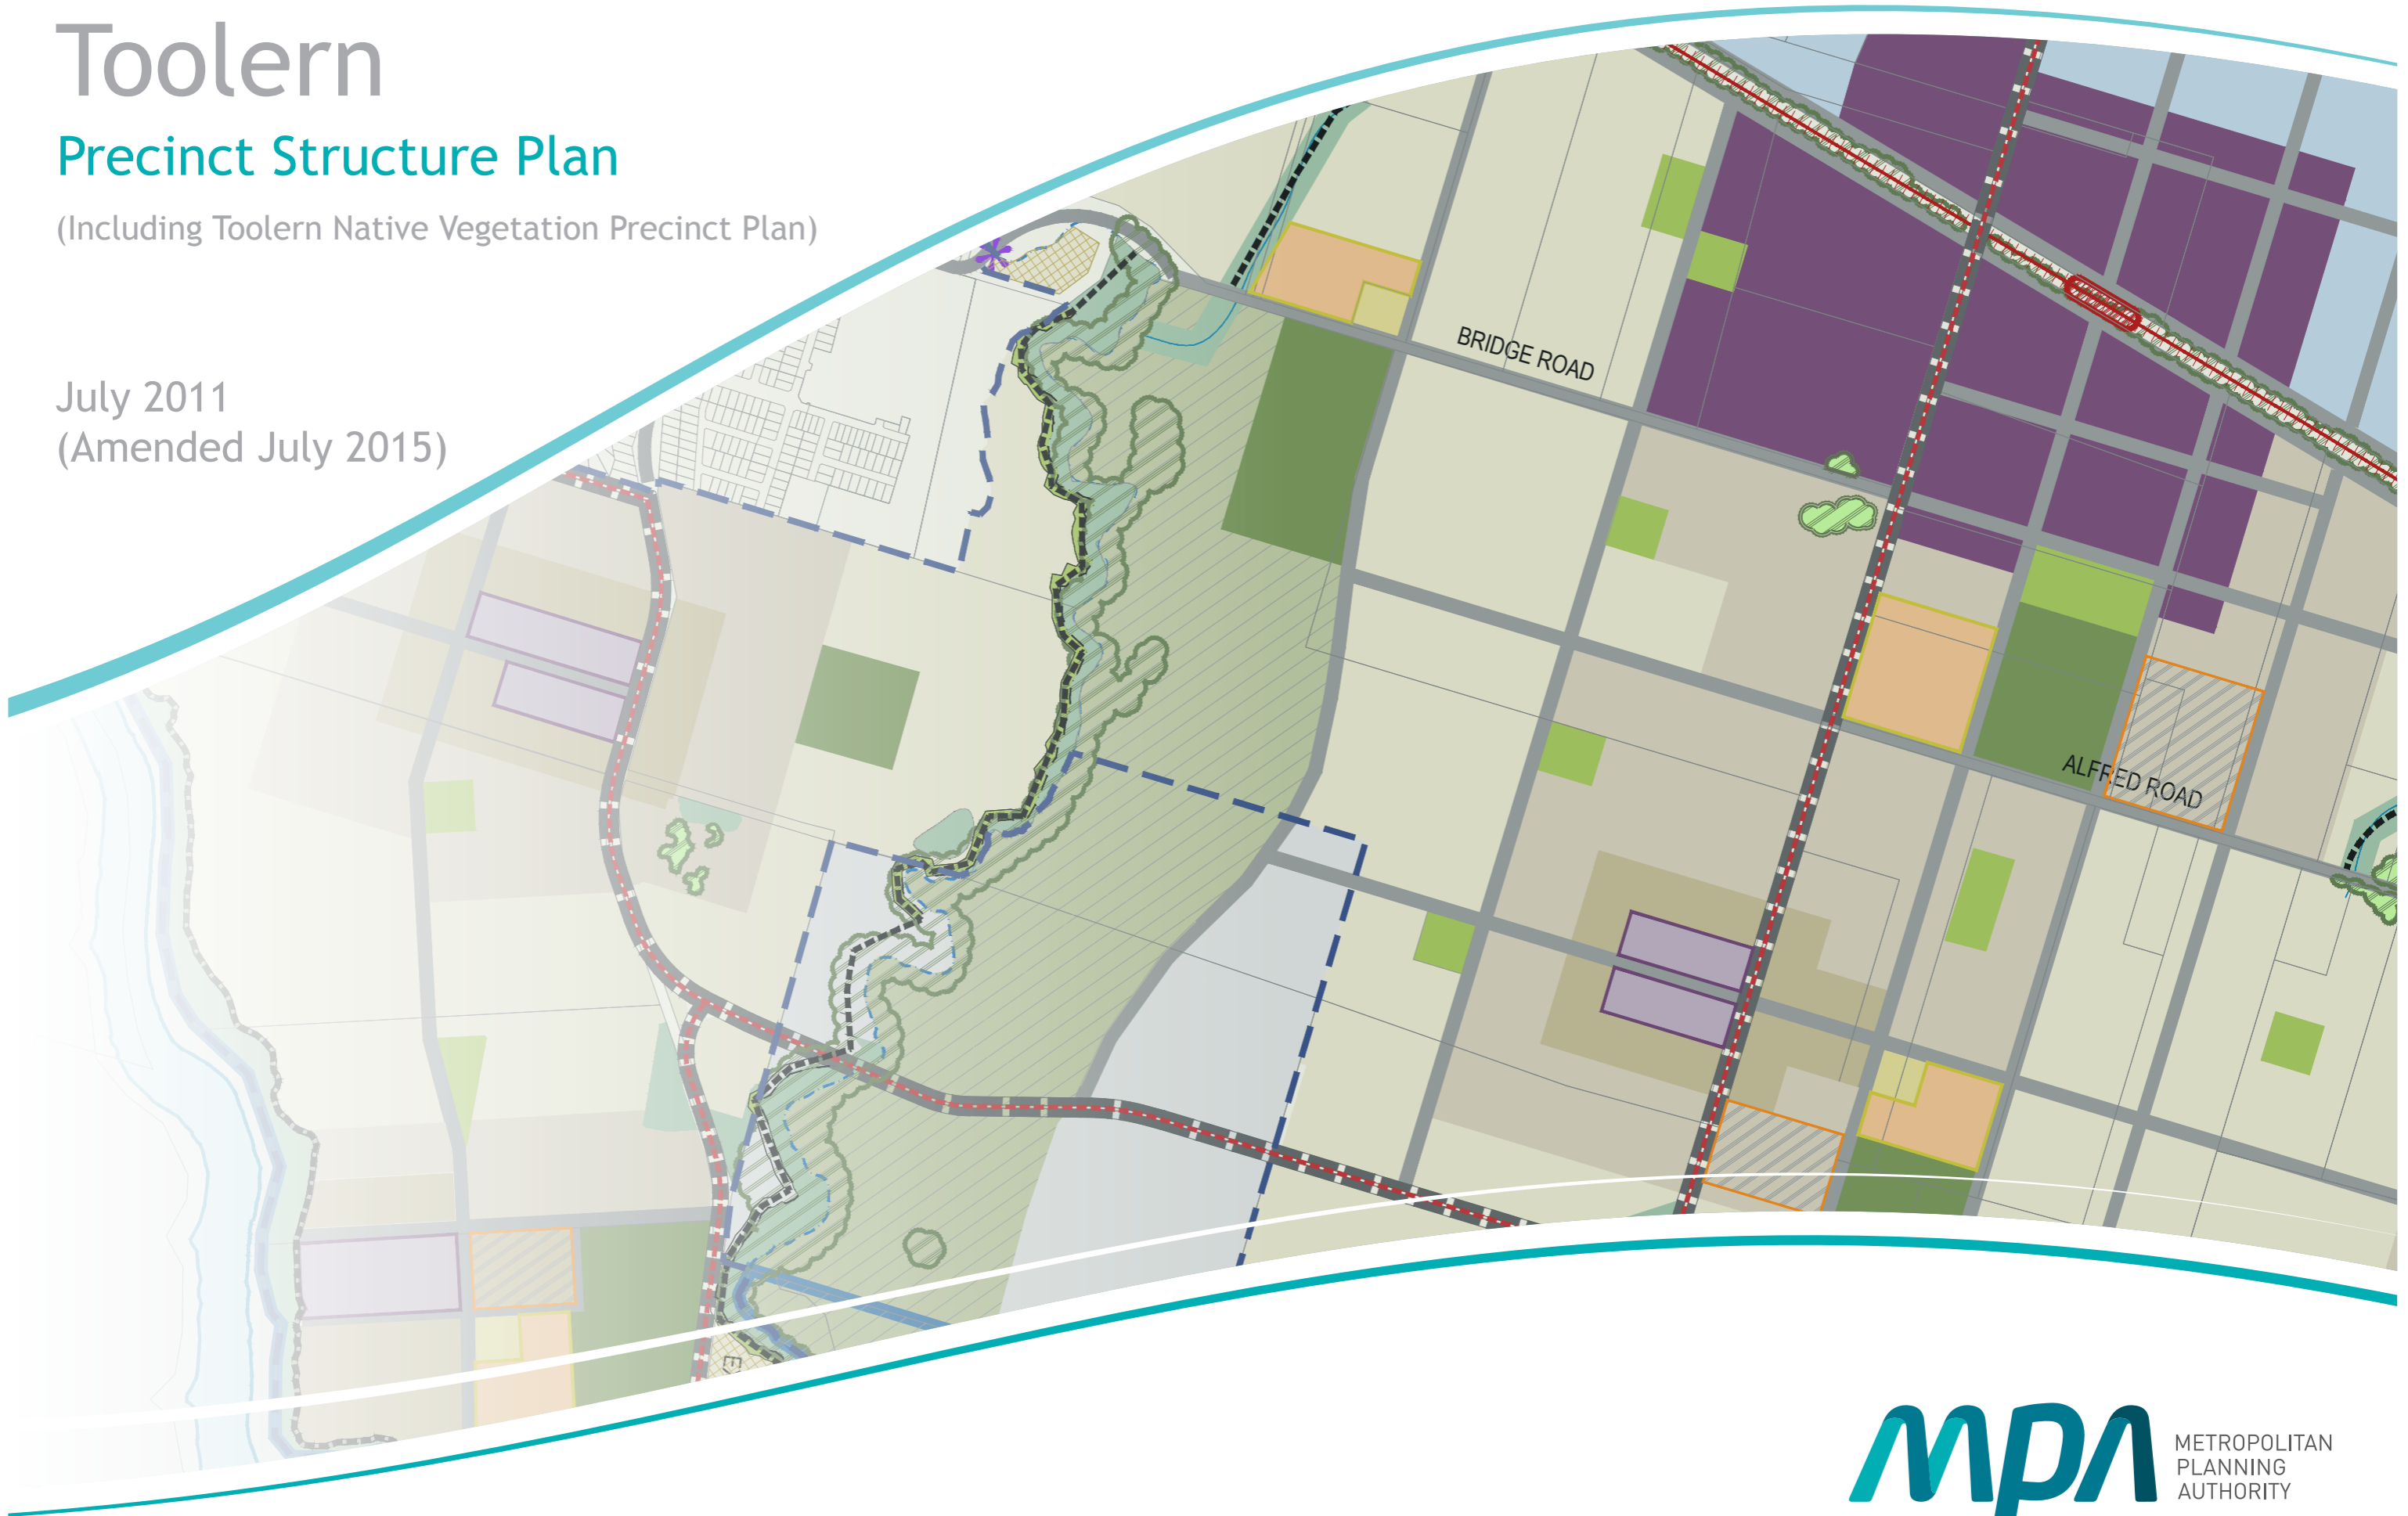 Toolern
Precinct Structure Plan
(Including Toolern Native Vegetation Precinct Plan)
July 2011
(Amended July 2015)
BRIDGE ROAD
ALFRED ROAD
MPA
METROPOLITAN
PLANNING
AUTHORITY